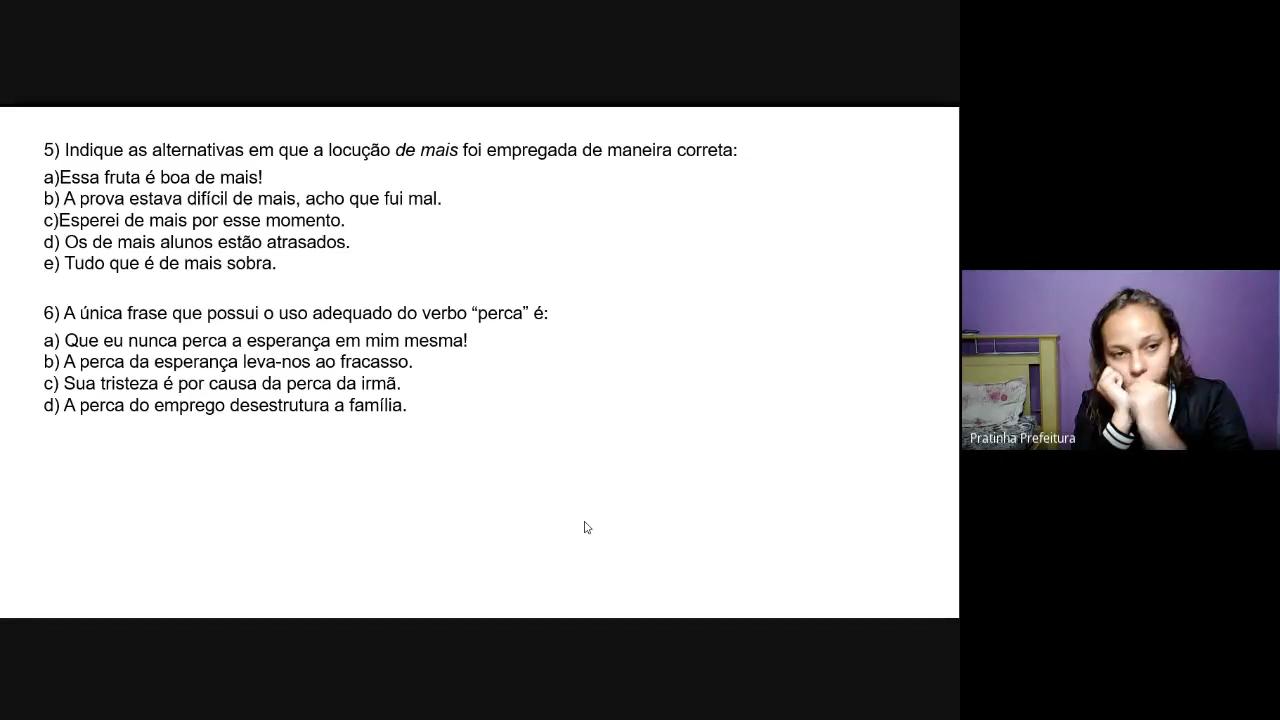 5) Indique as alternativas em que a locução de mais foi empregada de maneira correta:
a)Essa fruta é boa de mais!
b) A prova estava difícil de mais, acho que fui mal.
c)Esperei de mais por esse momento.
d) Os de mais alunos estão atrasados.
e) Tudo que é de mais sobra.
6) A única frase que possui o uso adequado do verbo “perca” é:
a) Que eu nunca perca a esperança em mim mesma!
b) A perca da esperança leva-nos ao fracasso.
c) Sua tristeza é por causa da perca da irmã.
d) A perca do emprego desestrutura a família.
Pratinha Prefeitura